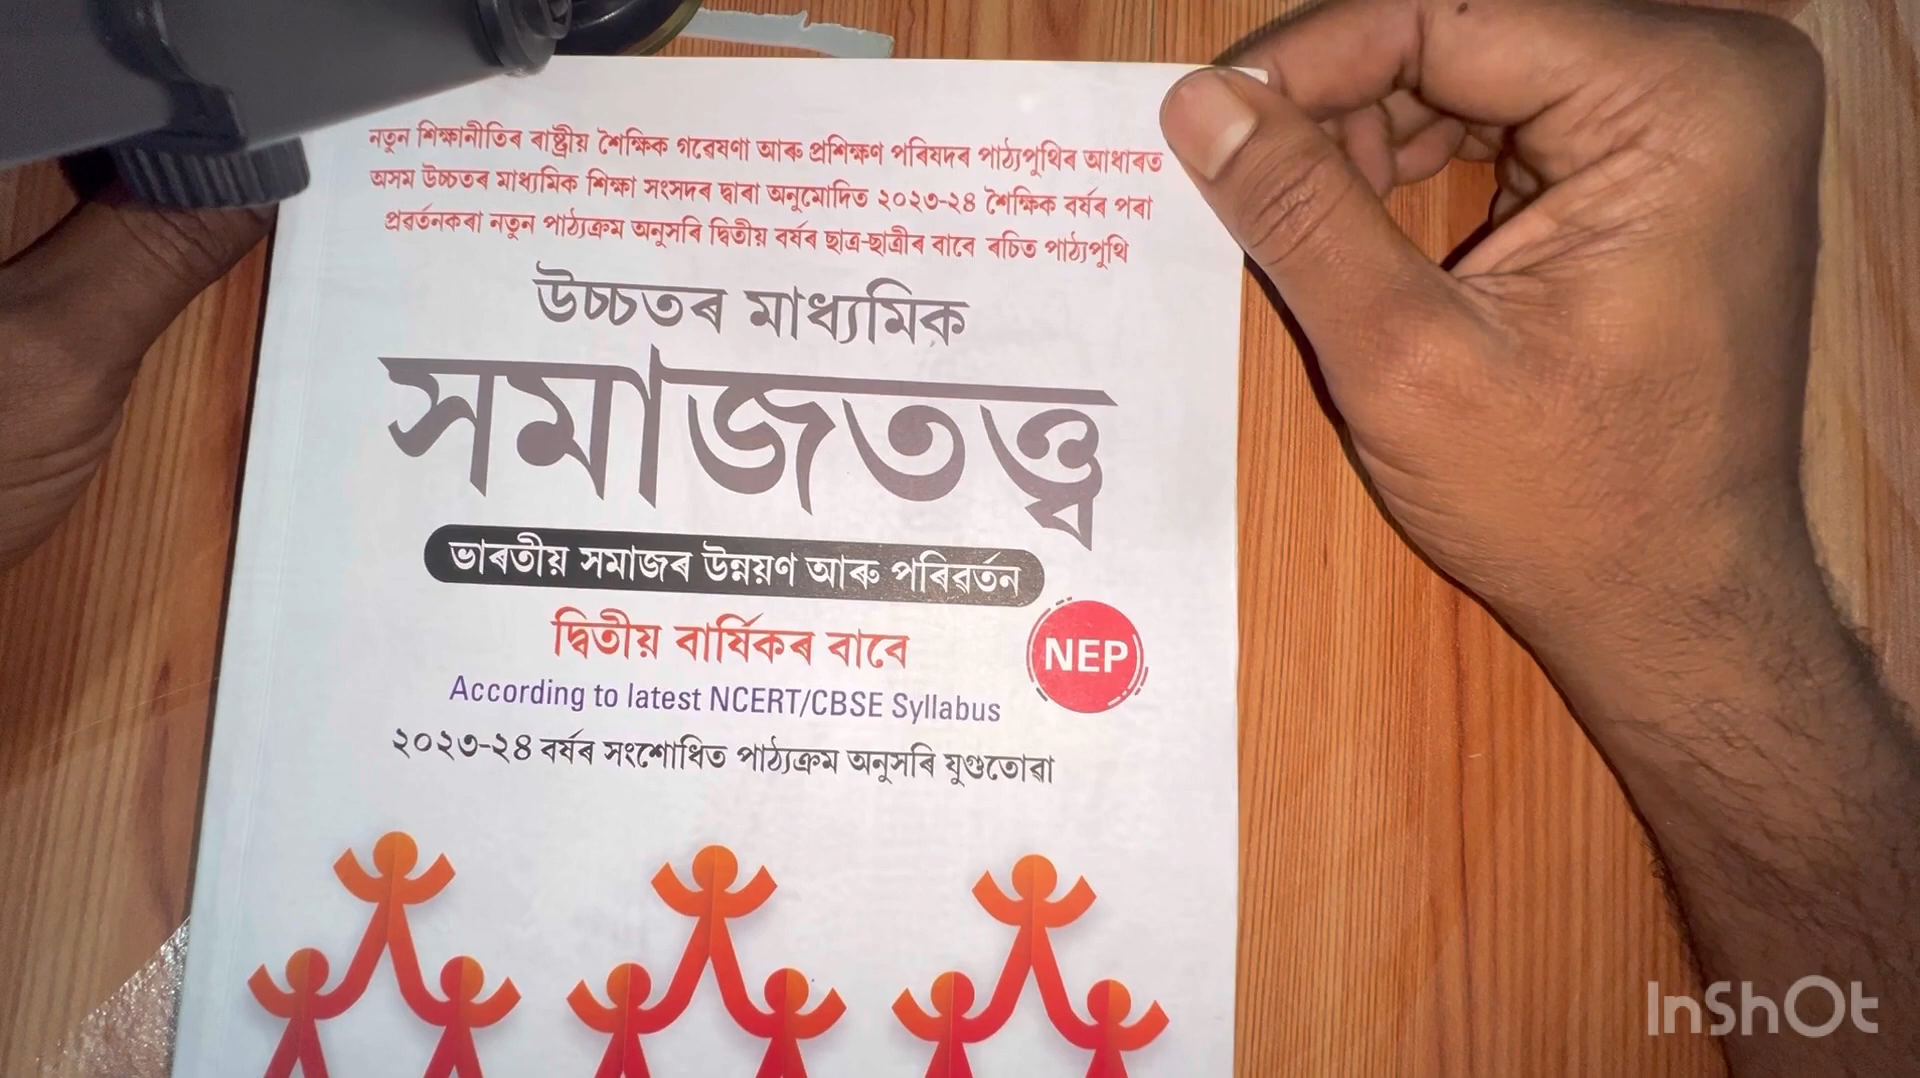 নতুন শিক্ষানীতিৰ ৰাষ্ট্ৰীয় শৈক্ষিক গৱেষণা আৰু প্ৰশিক্ষণ পৰিষদৰ পাঠ্যপুথিৰ আধাৰত
অসম উচ্চতৰ মাধ্যমিক শিক্ষা সংসদৰ দ্বাৰা অনুমোদিত ২০২৩-২৪ শৈক্ষিক বৰ্ষৰ পৰা
প্ৰৱৰ্তনকৰা নতুন পাঠ্যক্ৰম অনুসৰি দ্বিতীয় বৰ্ষৰ ছাত্ৰ-ছাত্ৰীৰ বাবে ৰচিত পাঠ্যপুথি
উচ্চতৰ মাধ্যমিক
সমাজতত্ত্ব
ভাৰতীয় সমাজৰ উন্নয়ণ আৰু পৰিৱৰ্তন
দ্বিতীয় বাৰ্ষিকৰ বাবে
NEP
According to latest NCERT/CBSE Syllabus
২০২৩-২৪ বৰ্ষৰ সংশোধিত পাঠ্যক্ৰম অনুসৰি যুগুতোৱা
InShOt